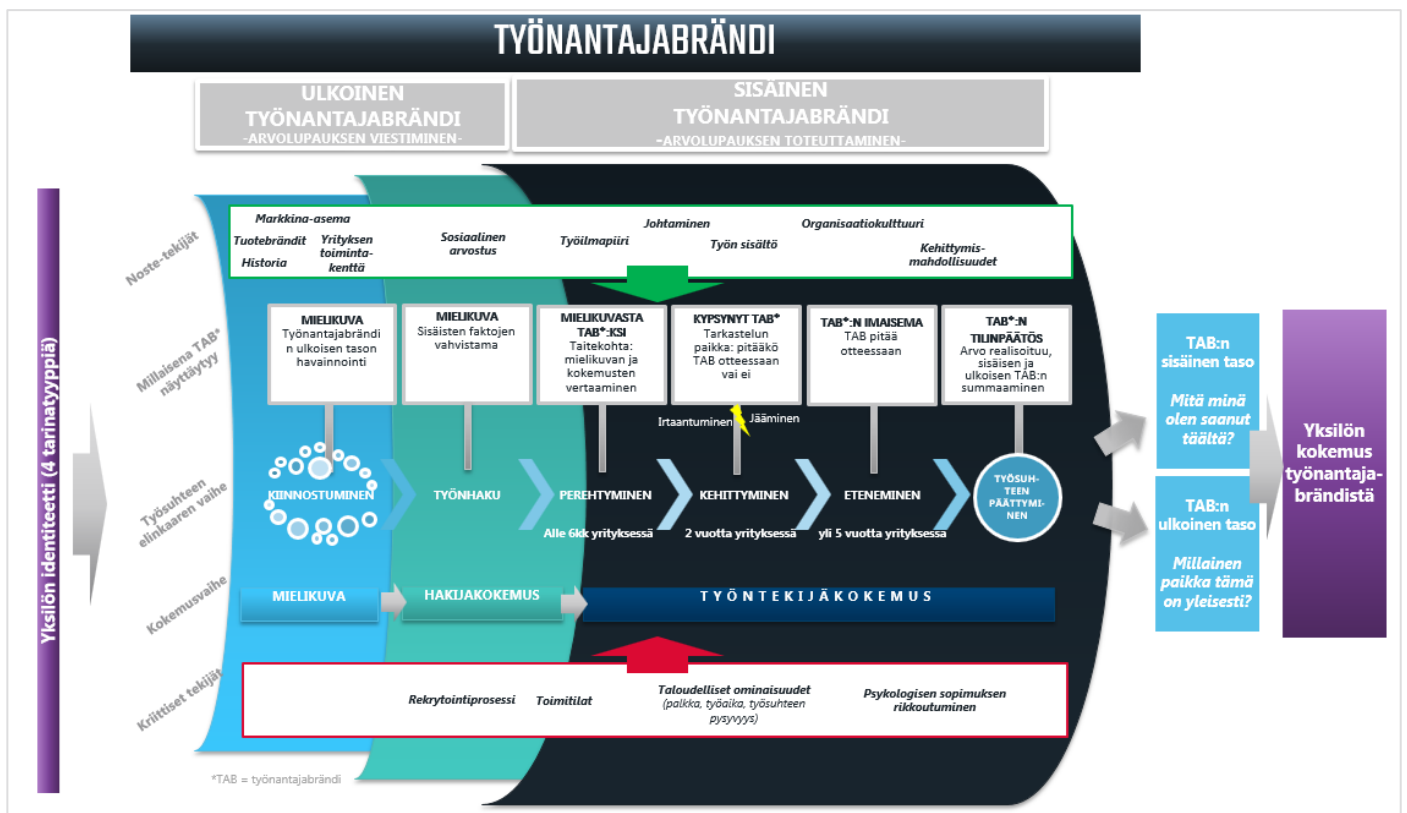 TYÖNANTAJABRÄNDI
ULKOINEN
TYÖNANTAJABRÄNDI
-ARVOLUPAUKSEN VIESTIMINEN-
SISÄINEN
TYÖNANTAJABRÄNDI
-ARVOLUPAUKSEN TOTEUTTAMINEN-
Yksilön identiteetti (4 tarinatyyppiä)
Noste-tekijät
Markkina-asema
Tuotebrändit
Historia
Yrityksen
toiminta-
kenttä
Sosiaalinen
arvostus
Työilmapiiri
Johtaminen
Työn sisältö
Organisaatiokulttuuri
Kehittymis-
mahdollisuudet
Millaisena TAB*
näyttäytyy
MIELIKUVA
Työnantajabrändi
n ulkoisen tason
havainnointi
MIELIKUVA
Sisäisten faktojen
vahvistama
MIELIKUVASTA
TAB*:KSI
Taitekohta:
mielikuvan ja
kokemusten
vertaaminen
KYPSYNYT TAB*
Tarkastelun
paikka: pitääkö
TAB otteessaan
vai ei
TAB*:N IMAISEMA
TAB pitää
otteessaan
TAB*:N
TILINPÄÄTÖS
Arvo realisoituu,
sisäisen ja
ulkoisen TAB:n
summaaminen
Irtaantuminen
Jääminen
Työsuhteen
elinkaaren vaihe
KIINNOSTUMINEN
TYÖNHAKU
PEREHTYMINEN
KEHITTYMINEN
ETENEMINEN
TYÖSUH-
TEEN
PÄÄTTYMI-
NEN
Alle 6kk yrityksessä
2 vuotta yrityksessä
yli 5 vuotta yrityksessa
Kokemusvaihe
MIELIKUVA
HAKIJAKOKEMUS
TYÖNTEKIJÄKOKEMUS
Kriittiset tekijät
Rekrytointiprosessi
Toimitilat
Taloudelliset ominaisuudet
(palkka, työaika, työsuhteen
pysyvyys)
Psykologisen sopimuksen
rikkoutuminen
*TAB = työnantajabrändi
TAB:n
sisäinen taso
Mitä minä
olen saanut
täältä?
TAB:n
ulkoinen taso
Millainen
paikka tämä
on yleisesti?
Yksilön
kokemus
työnantaja-
brändistä